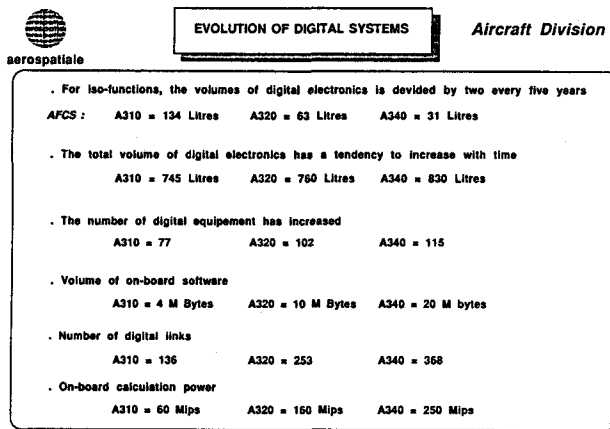 EVOLUTION OF DIGITAL SYSTEMS
Aircraft Division
aerospatiale
. For iso-functions, the volumes of digital electronics is devided by two every five years
AFCS : A310 = 134 Litres A320 = 63 Litres A340 = 31 Litres
. The total volume of digital electronics has a tendency to increase with time
A310 = 745 Litres A320 = 760 Litres A340 = 830 Litres
. The number of digital equipement has increased
A310 = 77 A320 = 102 A340 = 115
. Volume of on-board software
A310 = 4 M Bytes A320 = 10 M Bytes A340 = 20 M bytes
. Number of digital links
A310 = 136 A320 = 253 A340 = 368
. On-board calculation power
A310 = 60 Mips A320 = 160 Mips A340 = 250 Mips